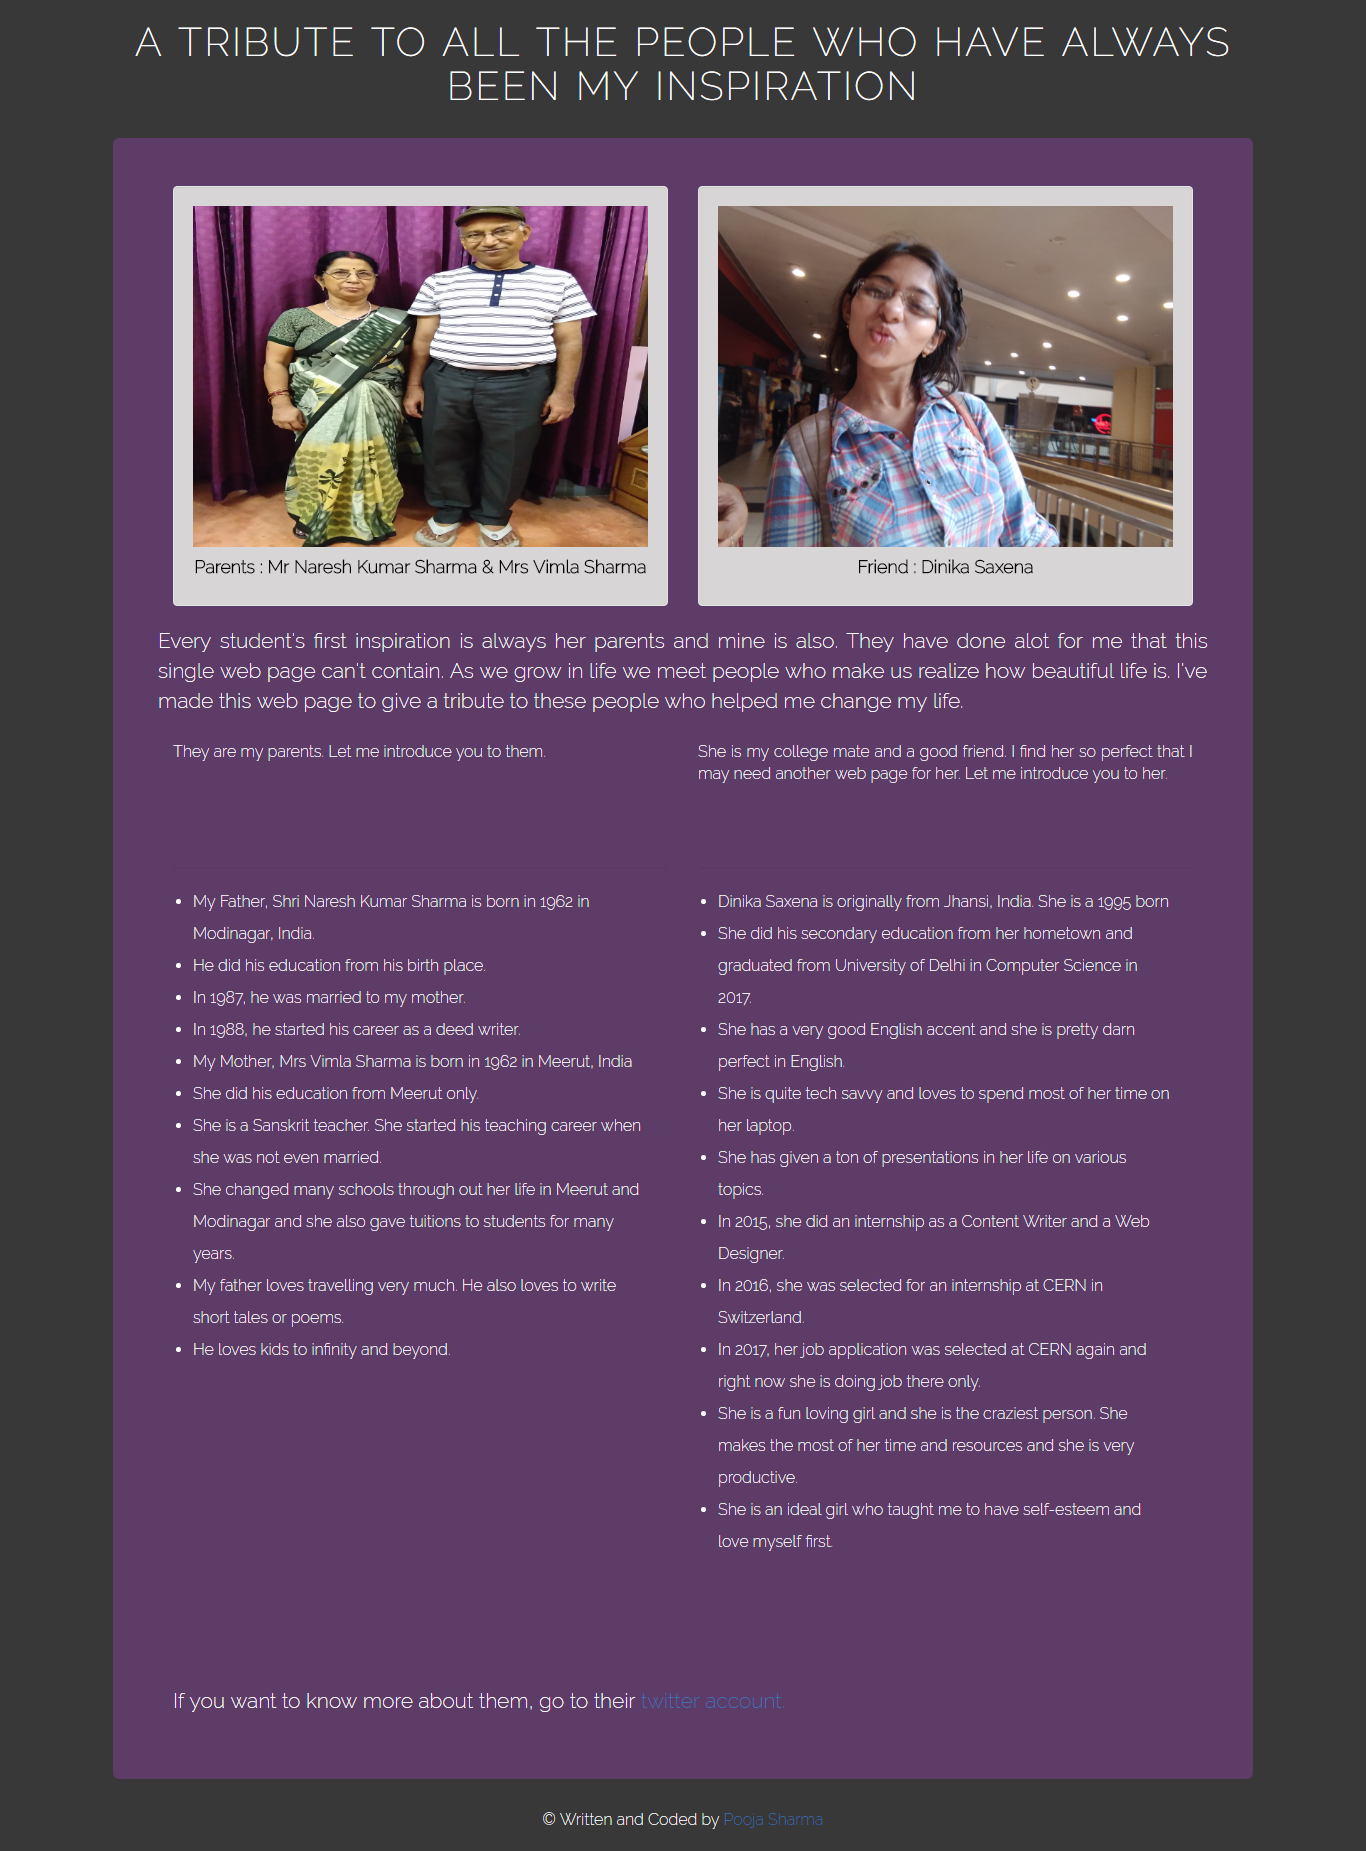 A TRIBUTE TO ALL THE PEOPLE WHO HAVE ALWAYS
BEEN MY INSPIRATION
Parents : Mr Naresh Kumar Sharma & Mrs Vimla Sharma
Friend : Dinika Saxena
Every student's first inspiration is always her parents and mine is also. They have done alot for me that this
single web page can't contain. As we grow in life we meet people who make us realize how beautiful life is. I've
made this web page to give a tribute to these people who helped me change my life.
They are my parents. Let me introduce you to them.
She is my college mate and a good friend. I find her so perfect that I
may need another web page for her. Let me introduce you to her.
• My Father, Shri Naresh Kumar Sharma is born in 1962 in
Modinagar, India.
• He did his education from his birth place.
• In 1987, he was married to my mother.
• In 1988, he started his career as a deed writer.
• My Mother, Mrs Vimla Sharma is born in 1962 in Meerut, India
• She did his education from Meerut only.
• She is a Sanskrit teacher. She started his teaching career when
she was not even married.
• She changed many schools through out her life in Meerut and
Modinagar and she also gave tuitions to students for many
years.
• My father loves travelling very much. He also loves to write
short tales or poems.
• He loves kids to infinity and beyond.
• Dinika Saxena is originally from Jhansi, India. She is a 1995 born
• She did his secondary education from her hometown and
graduated from University of Delhi in Computer Science in
2017.
• She has a very good English accent and she is pretty darn
perfect in English.
• She is quite tech savvy and loves to spend most of her time on
her laptop.
• She has given a ton of presentations in her life on various
topics.
• In 2015, she did an internship as a Content Writer and a Web
Designer.
• In 2016, she was selected for an internship at CERN in
Switzerland.
• In 2017, her job application was selected at CERN again and
right now she is doing job there only.
• She is a fun loving girl and she is the craziest person. She
makes the most of her time and resources and she is very
productive.
• She is an ideal girl who taught me to have self-esteem and
love myself first.
If you want to know more about them, go to their twitter account.
© Written and Coded by Pooja Sharma